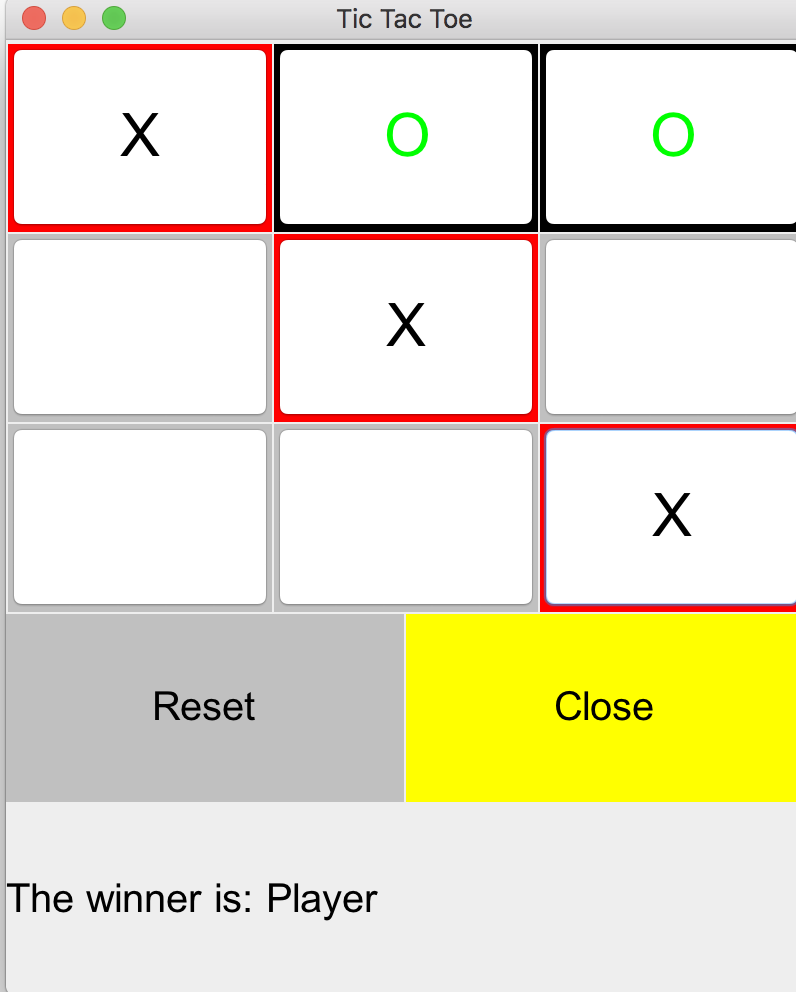 Tic Tac Toe
X O O
X
X
Reset Close
The winner is: Player